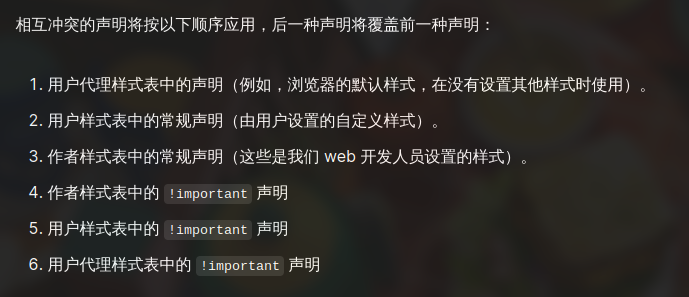 相互冲突的声明将按以下顺序应用，后一种声明将覆盖前一种声明：
1. 用户代理样式表中的声明（例如，浏览器的默认样式，在没有设置其他样式时使用）。
2. 用户样式表中的常规声明（由用户设置的自定义样式）。
3. 作者样式表中的常规声明（这些是我们 web 开发人员设置的样式）。
4. 作者样式表中的 !important 声明
5. 用户样式表中的 !important 声明
6. 用户代理样式表中的 !important 声明